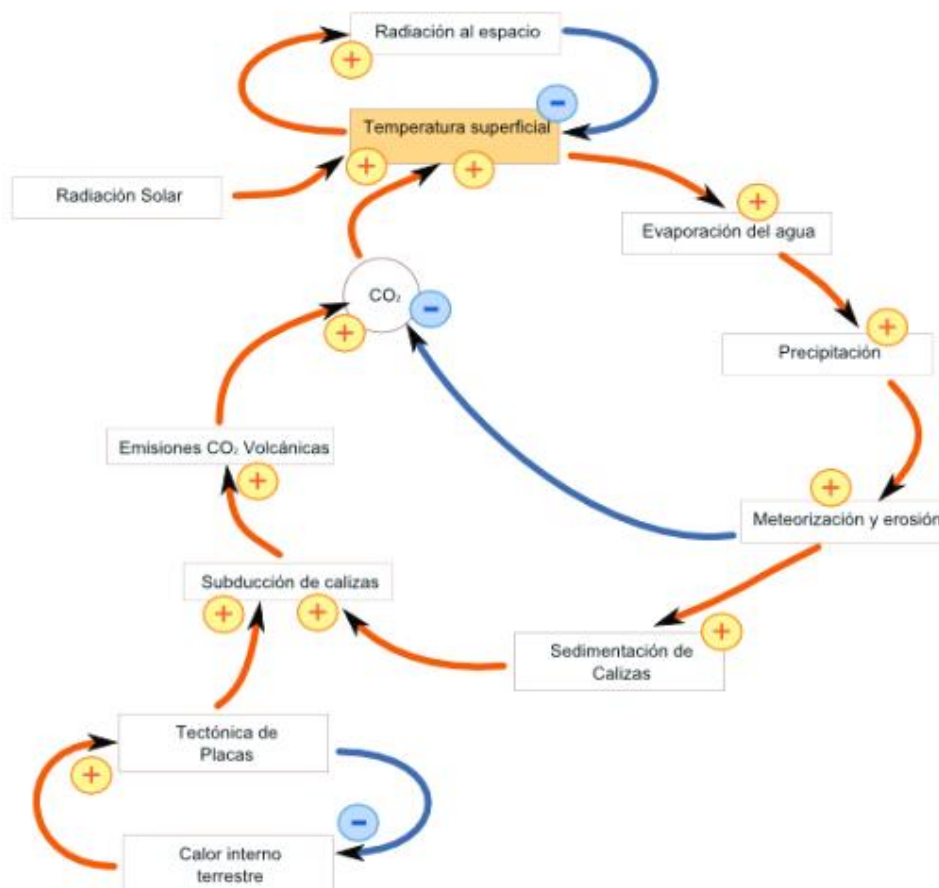 Radiación al espacio
+
−
Temperatura superficial
+
+
Radiación Solar
+
Evaporación del agua
CO₂
−
+
+
Precipitación
Emisiones CO₂ Volcánicas
+
+
Meteorización y erosión
Subducción de calizas
+
+
+
Sedimentación de
Calizas
Tectónica de
Placas
+
−
Calor interno
terrestre